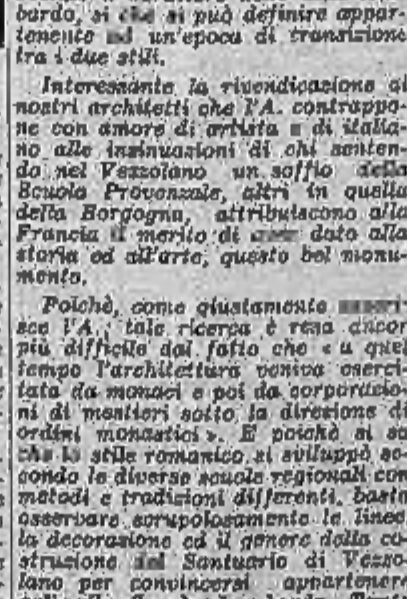 bardo, sì che si può definire appar-
tenente ad un'epoca di transizione
tra i due stili.
Interessante la rivendicazione ai
nostri architetti che l'A. contrappo-
ne con amore di artista e di italia-
no alle insinuazioni di chi senten-
do nel Vezzolano un soffio della
Scuola Provenzale, altri in quella
della Borgogna, attribuiscono alla
Francia il merito di aver dato alla
storia ed all'arte, questo bel monu-
mento.
Poichè, come giustamente
sce l'A., tale ricerca è resa ancor
più difficile dal fatto che « a quel
tempo l'architettura veniva eserci-
tata da monaci e poi da corporazio-
ni di mestieri sotto la direzione di
ordini monastici ». E poichè si sa
che lo stile romanico si sviluppò se-
condo le diverse scuole regionali con
metodi e tradizioni differenti, basta
osservare scrupolosamente le linee
la decorazione ed il genere della co-
struzione del Santuario di Vezzo-
lano per convincersi appartenere